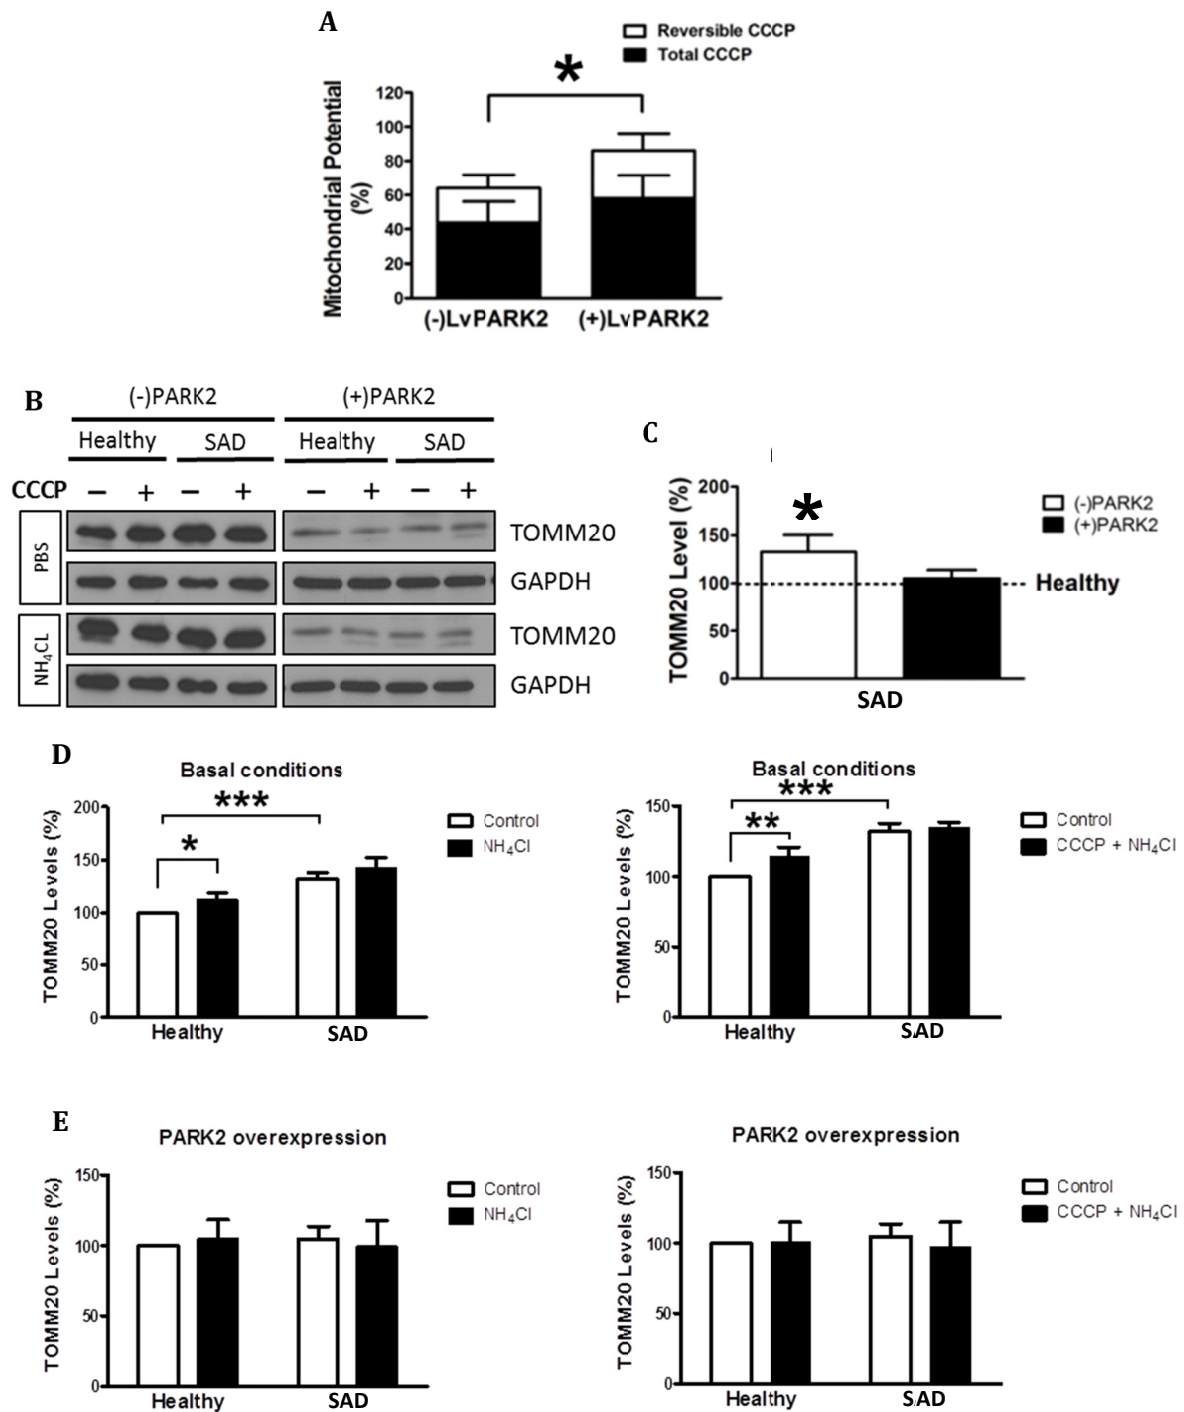 A
Reversible CCCP
Total CCCP
*
Mitochondrial Potential
(%)
120
100
80
60
40
20
0
(-)LvPARK2
(+)LvPARK2
B
(-)PARK2
(+)PARK2
Healthy
SAD
Healthy
SAD
CCCP
− + − + − + − +
PBS
TOMM20
GAPDH
NH4CL
TOMM20
GAPDH
C
TOMM20 Level (%)
200
150
100
50
0
*
(-)PARK2
(+)PARK2
Healthy
SAD
D
Basal conditions
TOMM20 Levels (%)
200
150
100
50
0
***
*
Control
NH4Cl
Healthy
SAD
Basal conditions
TOMM20 Levels (%)
150
100
50
0
***
**
Control
CCCP + NH4Cl
Healthy
SAD
E
PARK2 overexpression
TOMM20 Levels (%)
150
100
50
0
Control
NH4Cl
Healthy
SAD
PARK2 overexpression
TOMM20 Levels (%)
150
100
50
0
Control
CCCP + NH4Cl
Healthy
SAD